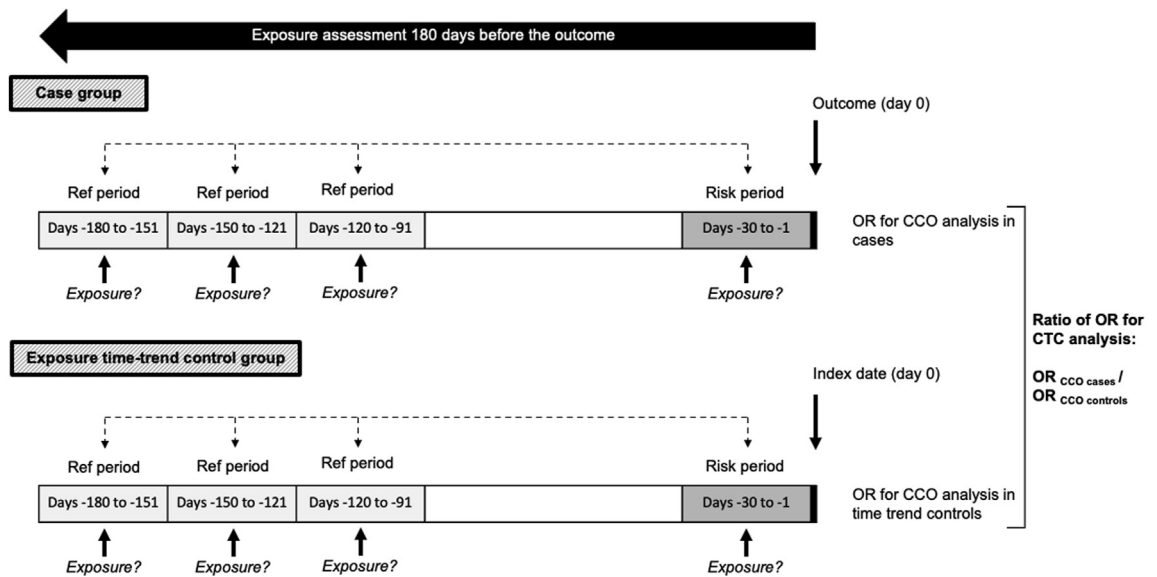 Exposure assessment 180 days before the outcome
Case group
Outcome (day 0)
Ref period
Ref period
Ref period
Risk period
Days -180 to -151
Days -150 to -121
Days -120 to -91
Days -30 to -1
OR for CCO analysis in
cases
Exposure?
Exposure?
Exposure?
Exposure?
Ratio of OR for
CTC analysis:
OR CCO cases /
OR CCO controls
Exposure time-trend control group
Index date (day 0)
Ref period
Ref period
Ref period
Risk period
Days -180 to -151
Days -150 to -121
Days -120 to -91
Days -30 to -1
OR for CCO analysis in
time trend controls
Exposure?
Exposure?
Exposure?
Exposure?